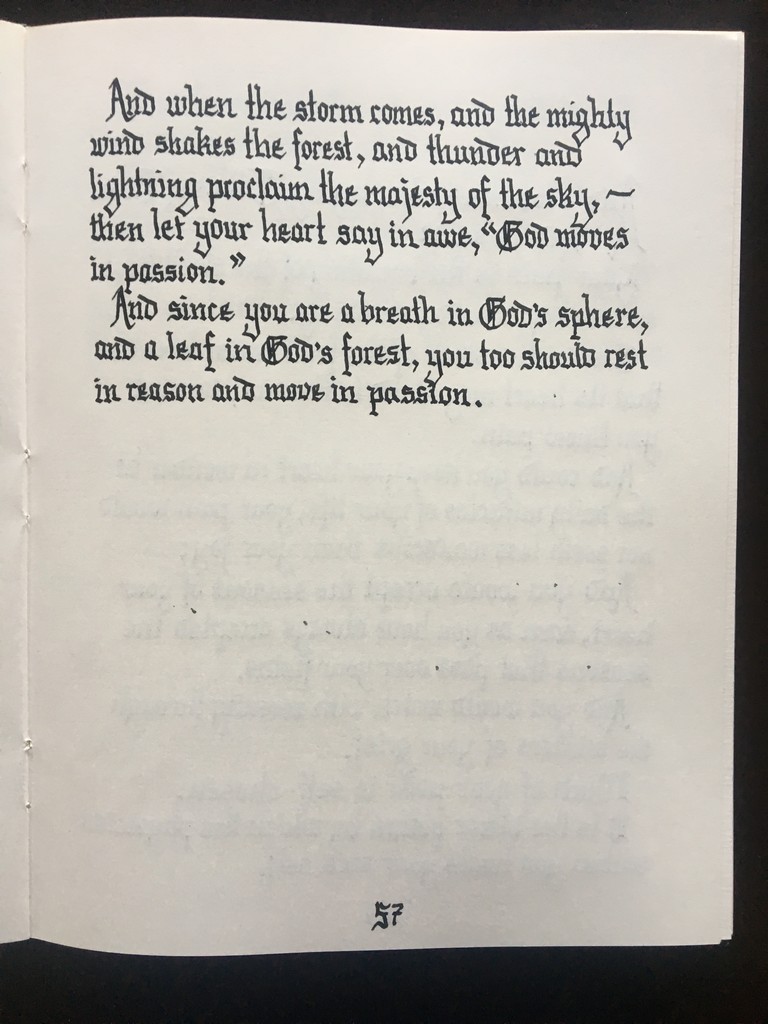 And when the storm comes, and the mighty
wind shakes the forest, and thunder and
lightning proclaim the majesty of the sky, —
then let your heart say in awe, “God moves
in passion.”
And since you are a breath in God's sphere,
and a leaf in God's forest, you too should rest
in reason and move in passion.
57